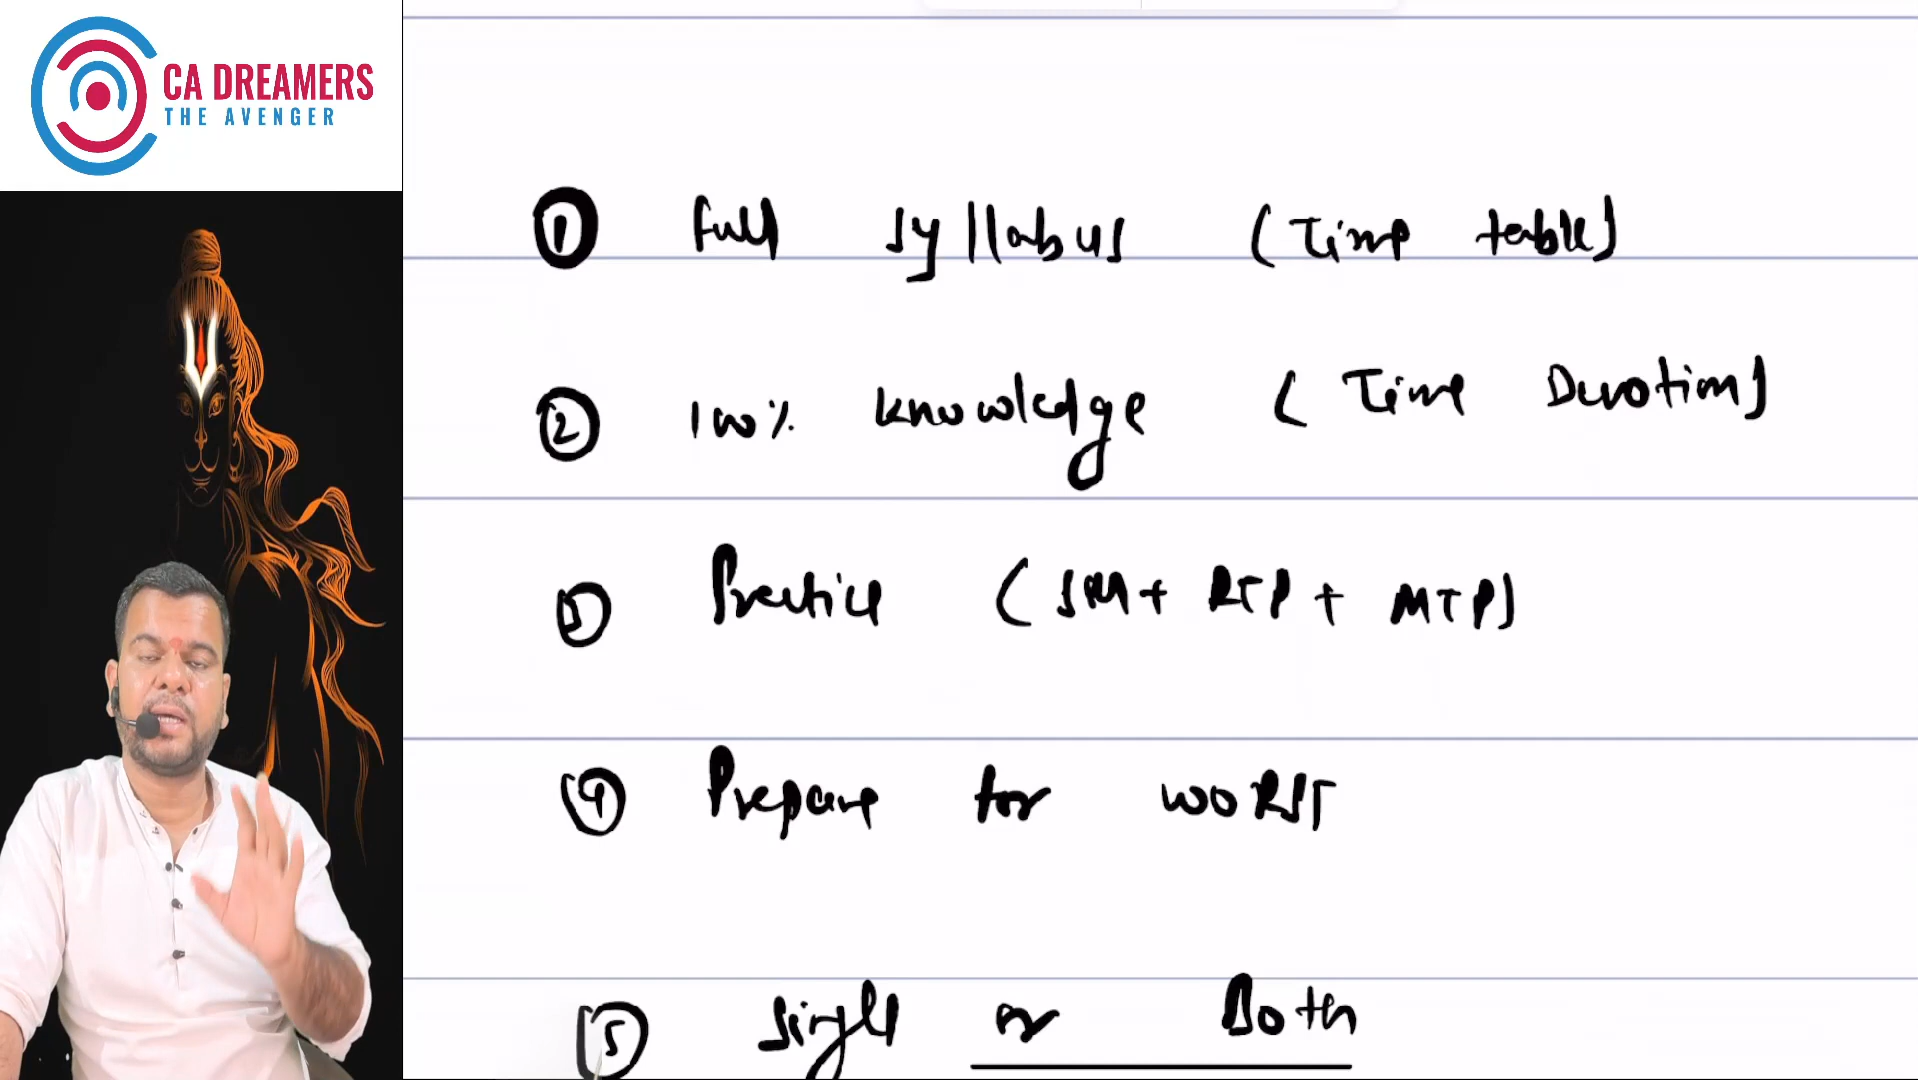 CA DREAMERS
THE AVENGER
① Full Syllabus (Time table)
② 100% Knowledge (Time Devotion)
③ Practice (SM + RTP + MTP)
④ Prepare for WORST
⑤ Single or Both